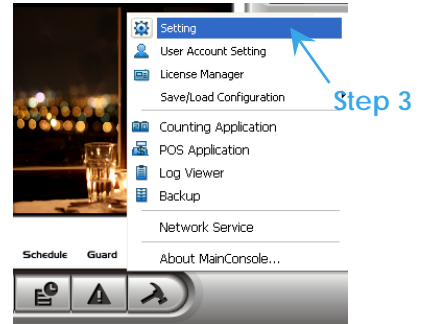 Setting
User Account Setting
License Manager
Save/Load Configuration
Step 3
Counting Application
POS Application
Log Viewer
Backup
Network Service
Schedule Guard
About MainConsole...